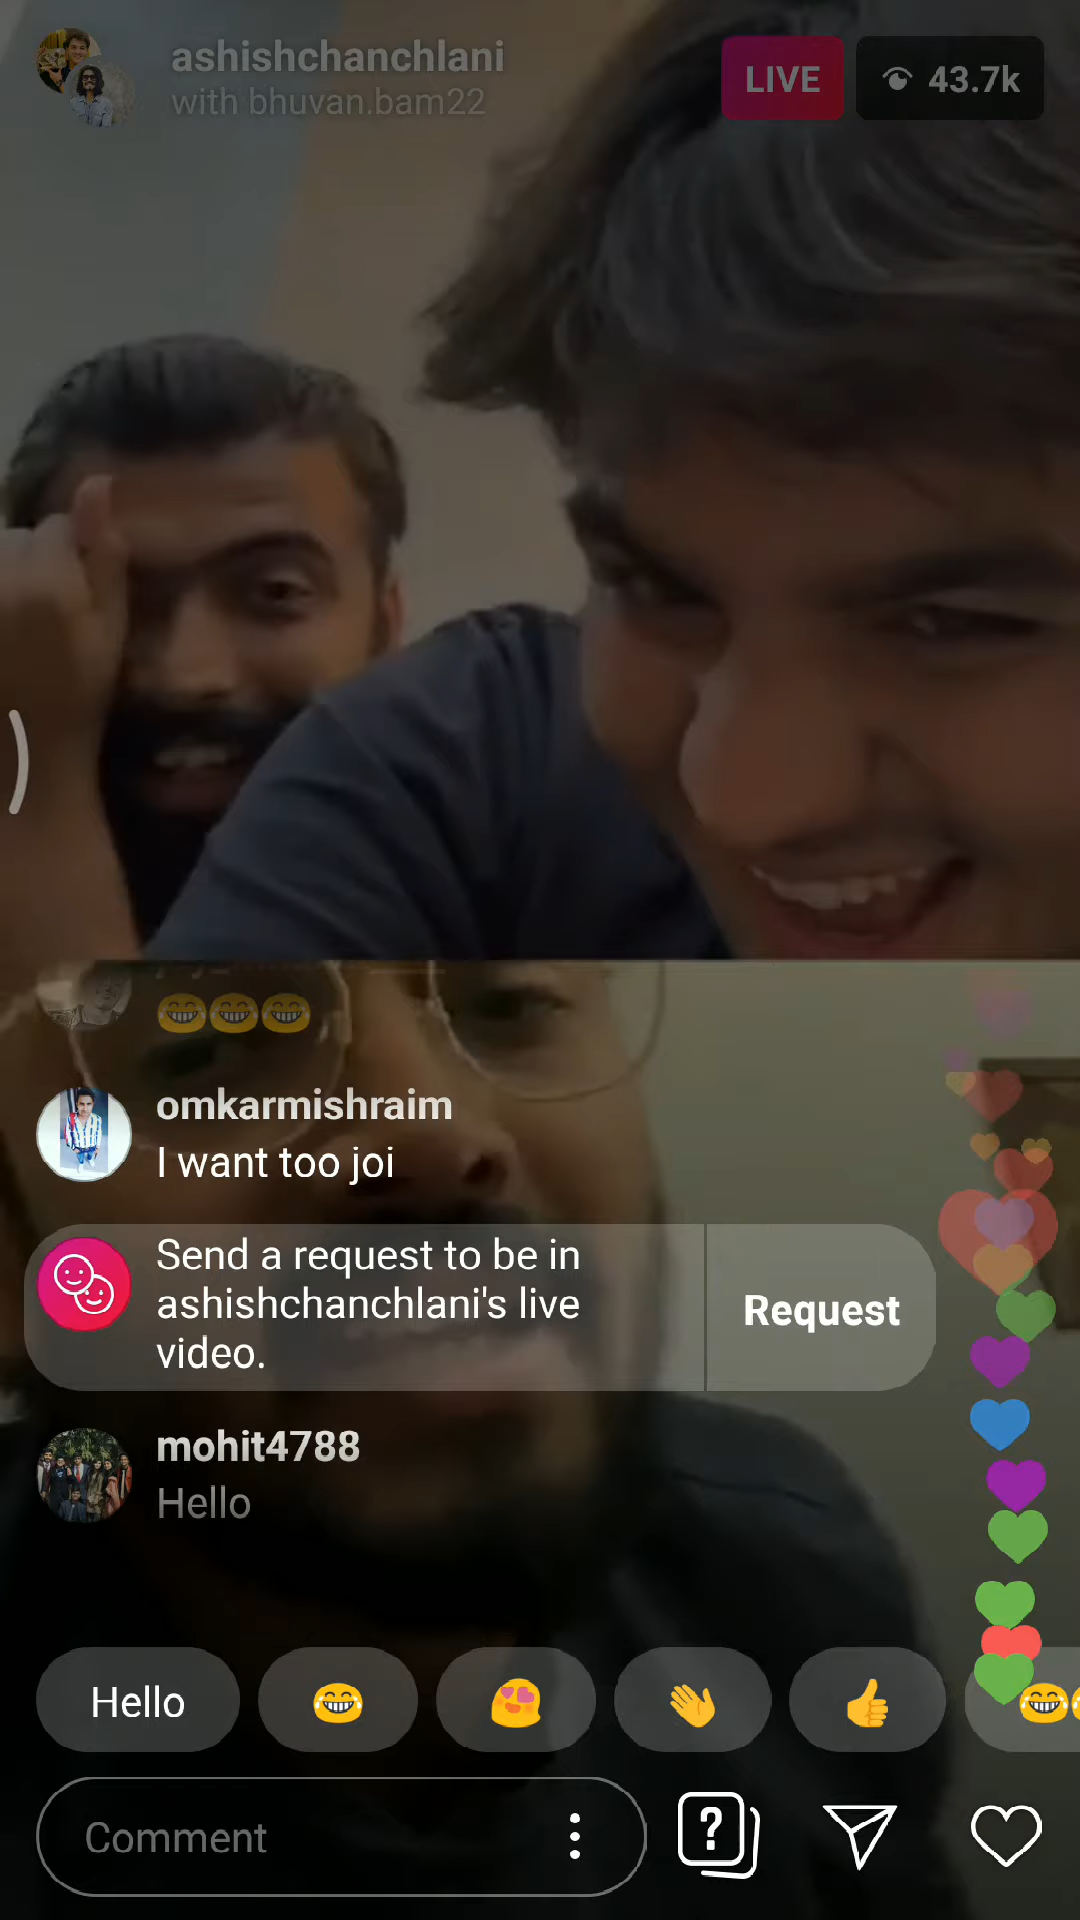 ashishchanchlani
with bhuvan.bam22
LIVE
43.7k
😂😂😂
omkarmishraim
I want too joi
Send a request to be in
ashishchanchlani's live
video.
Request
mohit4788
Hello
Hello 😂 😍 👋 👍 😂
Comment